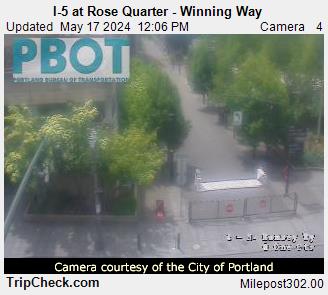 I-5 at Rose Quarter - Winning Way
Updated May 17 2024 12:06 PM Camera 4
PBOT
PORTLAND BUREAU OF TRANSPORTATION
Camera courtesy of the City of Portland
TripCheck.com Milepost302.00